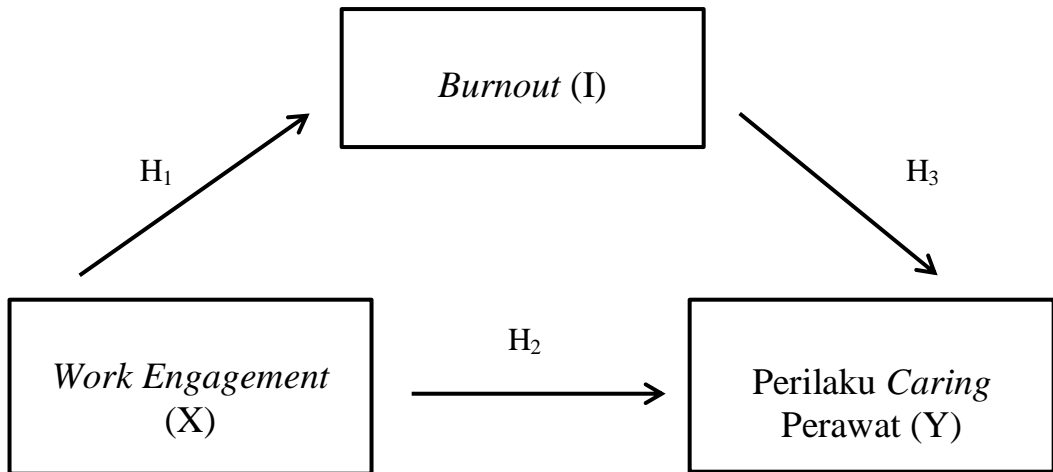 Burnout (I)
H₁
H₃
H₂
Work Engagement
(X)
Perilaku Caring
Perawat (Y)